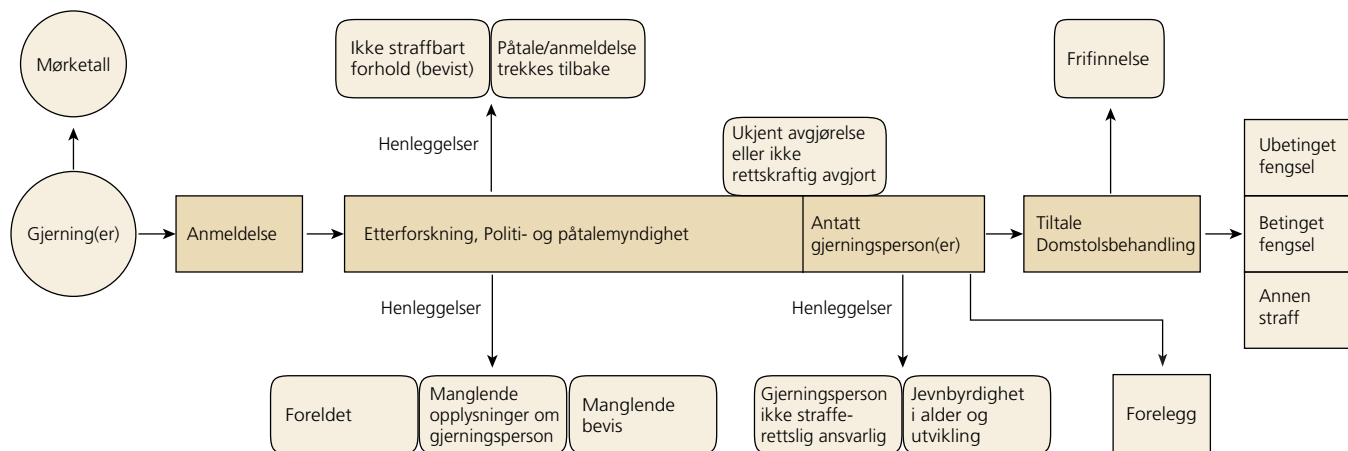 Mørketall
Ikke straffbart
forhold (bevist)
Påtale/anmeldelse
trekkes tilbake
Frifinnelse
Henleggelser
Ukjent avgjørelse
eller ikke
rettskraftig avgjort
Gjerning(er)
Anmeldelse
Etterforskning, Politi- og påtalemyndighet
Antatt
gjerningsperson(er)
Tiltale
Domstolsbehandling
Ubetinget
fengsel
Betinget
fengsel
Annen
straff
Henleggelser
Henleggelser
Foreldet
Manglende
opplysninger om
gjerningsperson
Manglende
bevis
Gjerningsperson
ikke straffe-
rettslig ansvarlig
Jevnbyrdighet
i alder og
utvikling
Forelegg